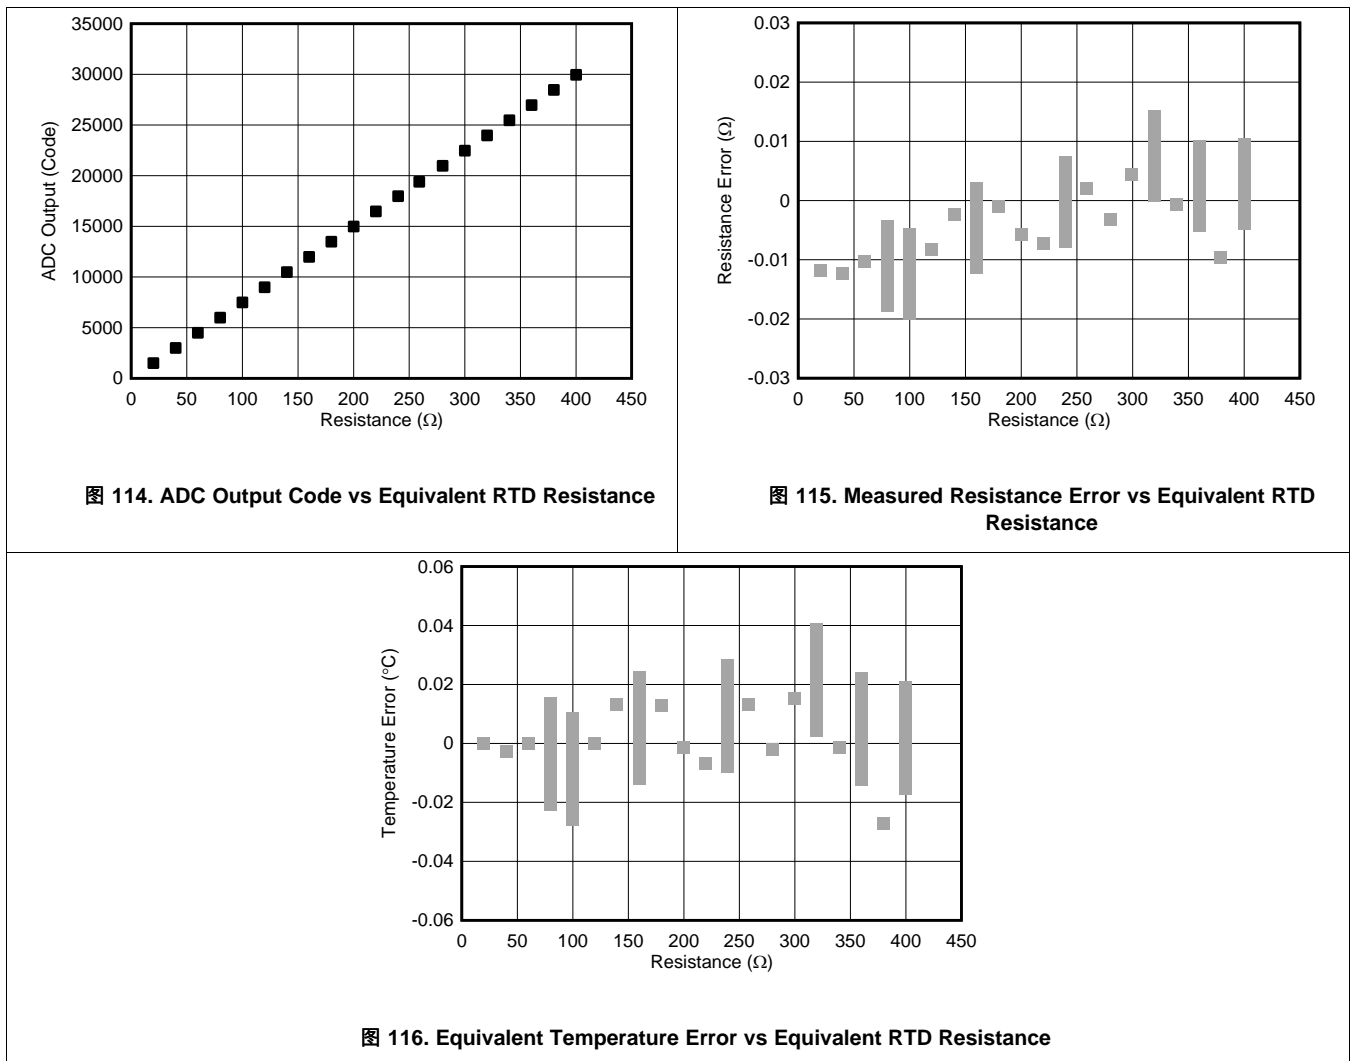 35000
30000
25000
20000
15000
10000
5000
0
ADC Output (Code)
0 50 100 150 200 250 300 350 400 450
Resistance (Ω)
图 114. ADC Output Code vs Equivalent RTD Resistance
0.03
0.02
0.01
0
-0.01
-0.02
-0.03
Resistance Error (Ω)
0 50 100 150 200 250 300 350 400 450
Resistance (Ω)
图 115. Measured Resistance Error vs Equivalent RTD
Resistance
0.06
0.04
0.02
0
-0.02
-0.04
-0.06
Temperature Error (°C)
0 50 100 150 200 250 300 350 400 450
Resistance (Ω)
图 116. Equivalent Temperature Error vs Equivalent RTD Resistance